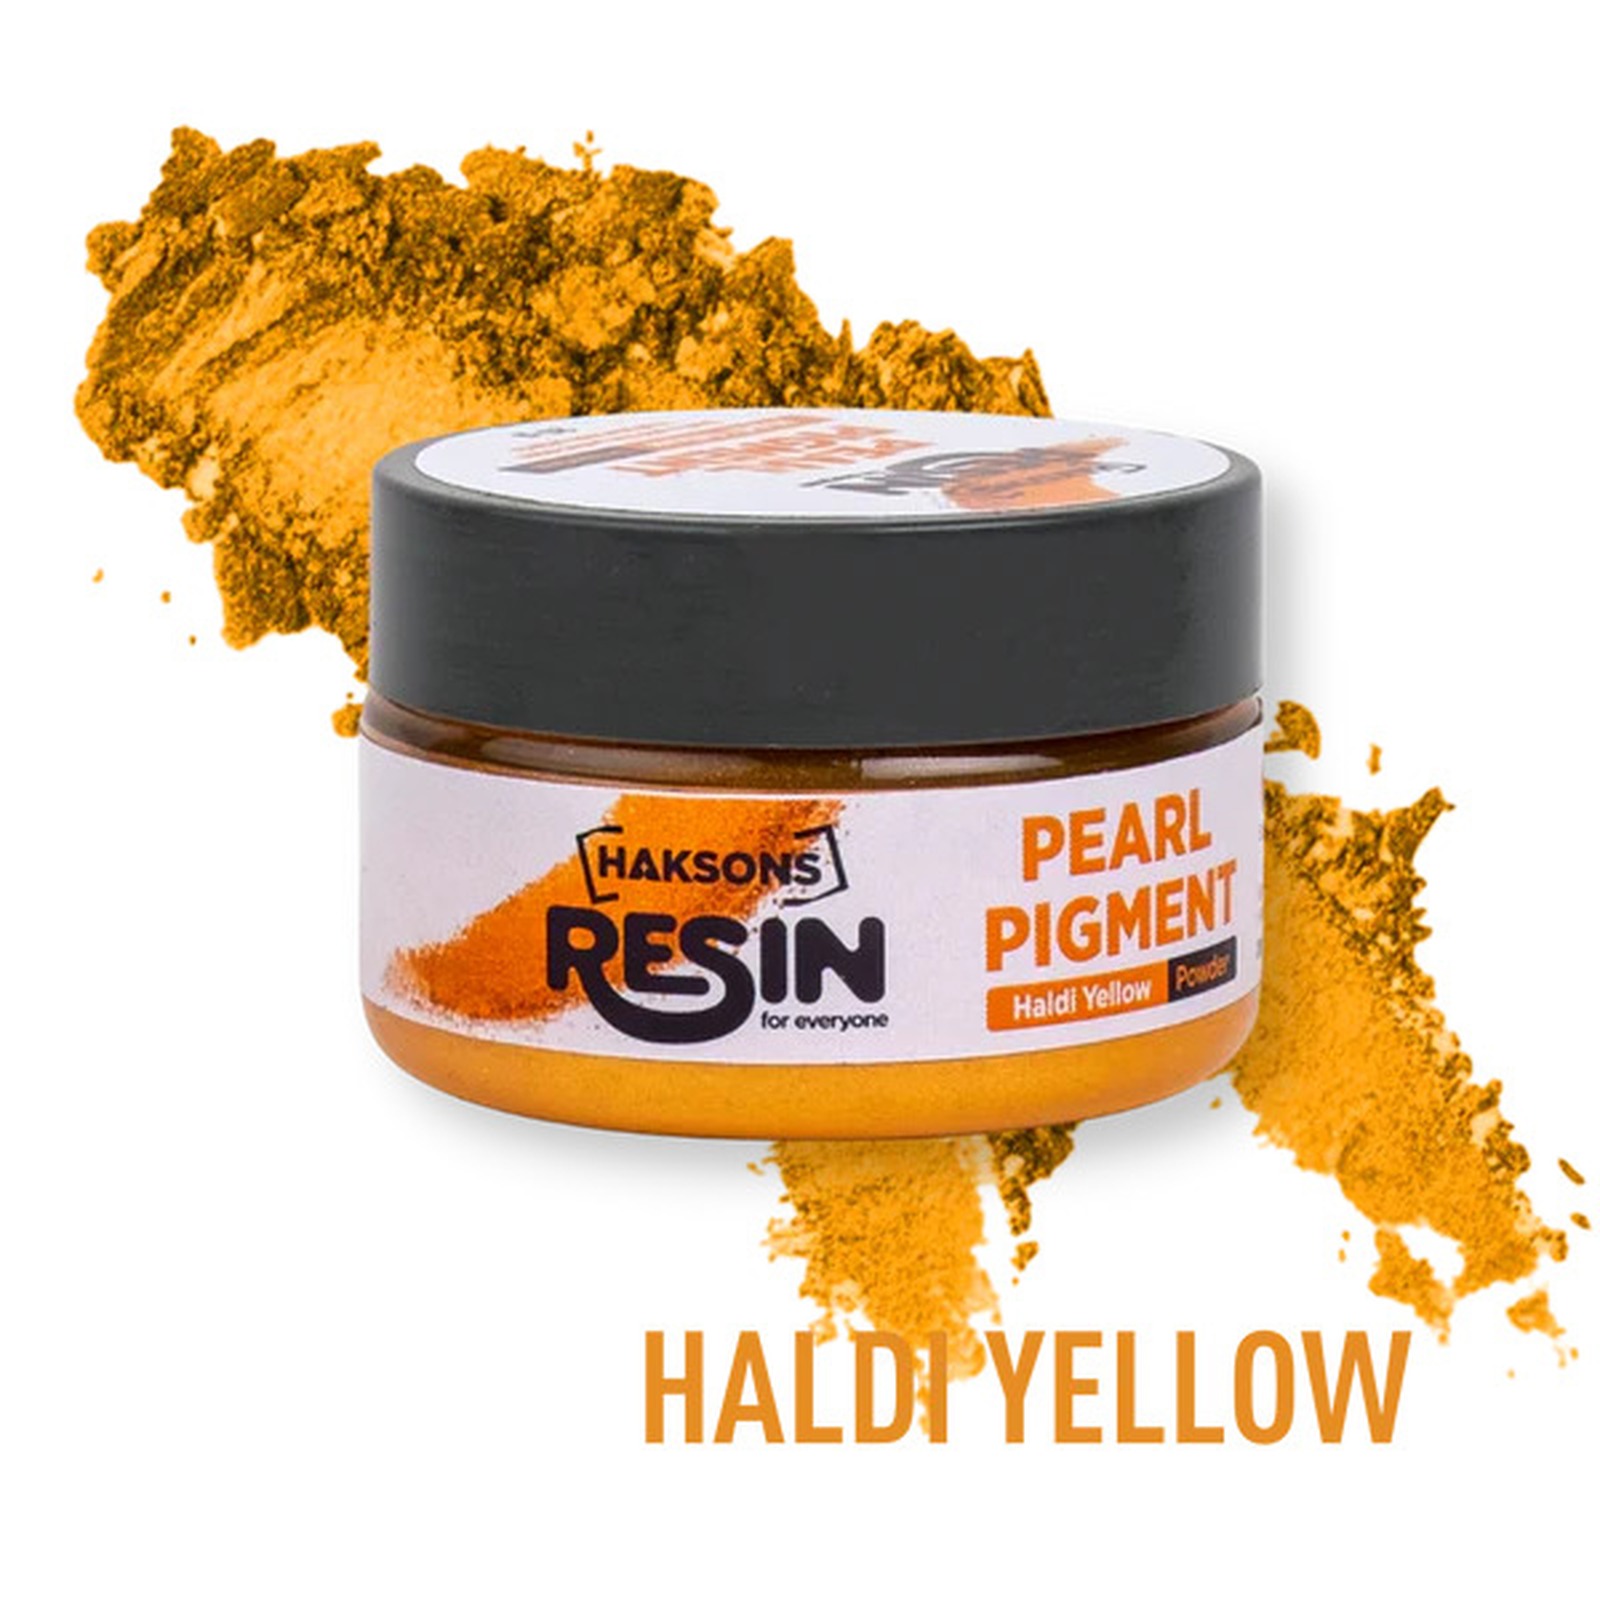 HAKSONS
RESIN
for everyone
PEARL
PIGMENT
Haldi Yellow Powder
HALDI YELLOW